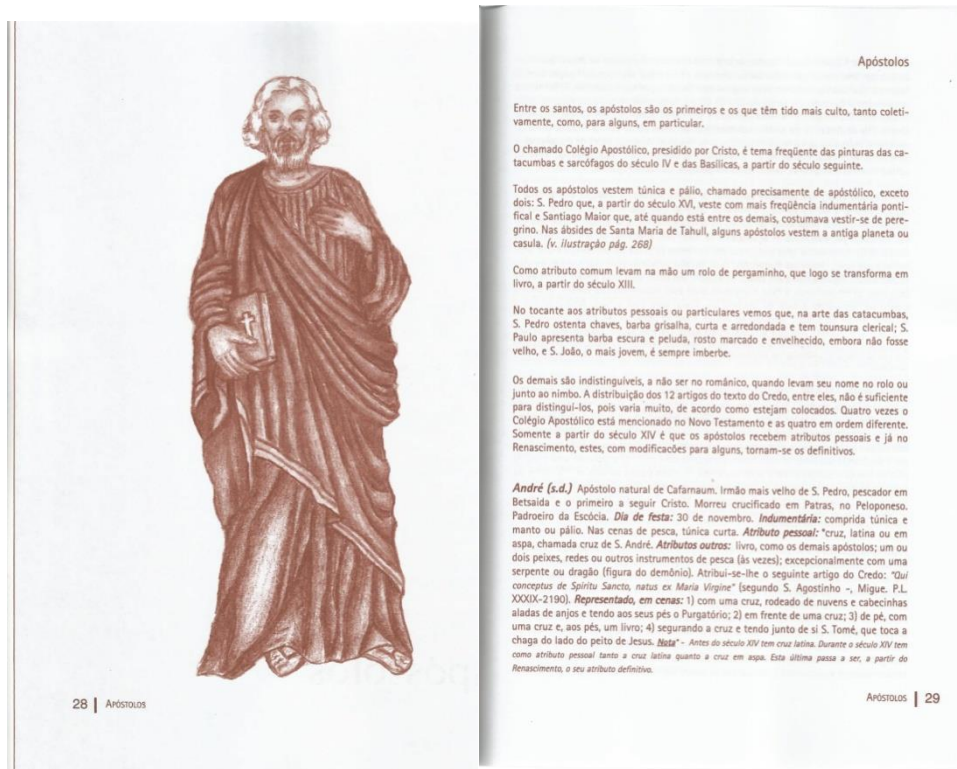 28 | APÓSTOLOS
Apóstolos
Entre os santos, os apóstolos são os primeiros e os que têm tido mais culto, tanto coleti-
vamente, como, para alguns, em particular.
O chamado Colégio Apostólico, presidido por Cristo, é tema freqüente das pinturas das ca-
tacumbas e sarcófagos do século IV e das Basílicas, a partir do século seguinte.
Todos os apóstolos vestem túnica e pálio, chamado precisamente de apóstólico, exceto
dois: S. Pedro que, a partir do século XVI, veste com mais freqüência indumentária ponti-
fical e Santiago Maior que, até quando está entre os demais, costumava vestir-se de pere-
grino. Nas ábsides de Santa Maria de Tahull, alguns apóstolos vestem a antiga planeta ou
casula. (v. ilustração pág. 268)
Como atributo comum levam na mão um rolo de pergaminho, que logo se transforma em
livro, a partir do século XIII.
No tocante aos atributos pessoais ou particulares vemos que, na arte das catacumbas,
S. Pedro ostenta chaves, barba grisalha, curta e arredondada e tem tounsura clerical; S.
Paulo apresenta barba escura e peluda, rosto marcado e envelhecido, embora não fosse
velho, e S. João, o mais jovem, é sempre imberbe.
Os demais são indistinguíveis, a não ser no românico, quando levam seu nome no rolo ou
junto ao nimbo. A distribuição dos 12 artigos do texto do Credo, entre eles, não é suficiente
para distingui-los, pois varia muito, de acordo como estejam colocados. Quatro vezes o
Colégio Apostólico está mencionado no Novo Testamento e as quatro em ordem diferente.
Somente a partir do século XIV é que os apóstolos recebem atributos pessoais e já no
Renascimento, estes, com modificacões para alguns, tornam-se os definitivos.
André (s.d.) Apóstolo natural de Cafarnaum. Irmão mais velho de S. Pedro, pescador em
Betsaida e o primeiro a seguir Cristo. Morreu crucificado em Patras, no Peloponeso.
Padroeiro da Escócia. Dia de festa: 30 de novembro. Indumentária: comprida túnica e
manto ou pálio. Nas cenas de pesca, túnica curta. Atributo pessoal: *cruz, latina ou em
aspa, chamada cruz de S. André. Atributos outros: livro, como os demais apóstolos; um ou
dois peixes, redes ou outros instrumentos de pesca (às vezes); excepcionalmente com uma
serpente ou dragão (figura do demônio). Atribui-se-lhe o seguinte artigo do Credo: "Qui
conceptus de Spiritu Sancto, natus ex Maria Virgine" (segundo S. Agostinho -, Migue. P.L.
XXXIX-2190). Representado, em cenas: 1) com uma cruz, rodeado de nuvens e cabecinhas
aladas de anjos e tendo aos seus pés o Purgatório; 2) em frente de uma cruz; 3) de pé, com
uma cruz e, aos pés, um livro; 4) segurando a cruz e tendo junto de si S. Tomé, que toca a
chaga do lado do peito de Jesus. Nota* - Antes do século XIV tem cruz latina. Durante o século XIV tem
como atributo pessoal tanto a cruz latina quanto a cruz em aspa. Esta última passa a ser, a partir do
Renascimento, o seu atributo definitivo.
APÓSTOLOS | 29